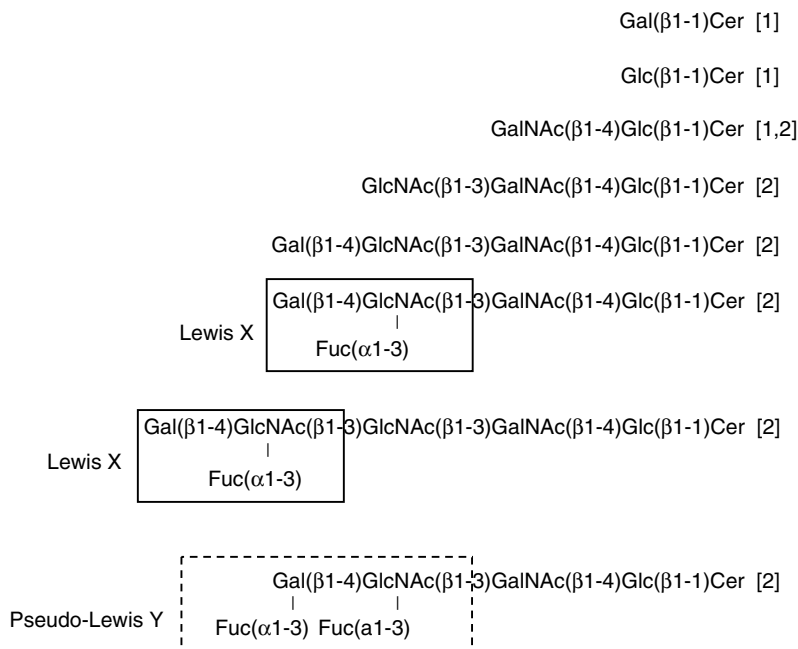 Gal(β1-1)Cer [1]
Glc(β1-1)Cer [1]
GalNAc(β1-4)Glc(β1-1)Cer [1,2]
GlcNAc(β1-3)GalNAc(β1-4)Glc(β1-1)Cer [2]
Gal(β1-4)GlcNAc(β1-3)GalNAc(β1-4)Glc(β1-1)Cer [2]
Gal(β1-4)GlcNAc(β1-3)GalNAc(β1-4)Glc(β1-1)Cer [2]
Lewis X
Fuc(α1-3)
Gal(β1-4)GlcNAc(β1-3)GlcNAc(β1-3)GalNAc(β1-4)Glc(β1-1)Cer [2]
Lewis X
Fuc(α1-3)
Gal(β1-4)GlcNAc(β1-3)GalNAc(β1-4)Glc(β1-1)Cer [2]
Pseudo-Lewis Y
Fuc(α1-3) Fuc(a1-3)